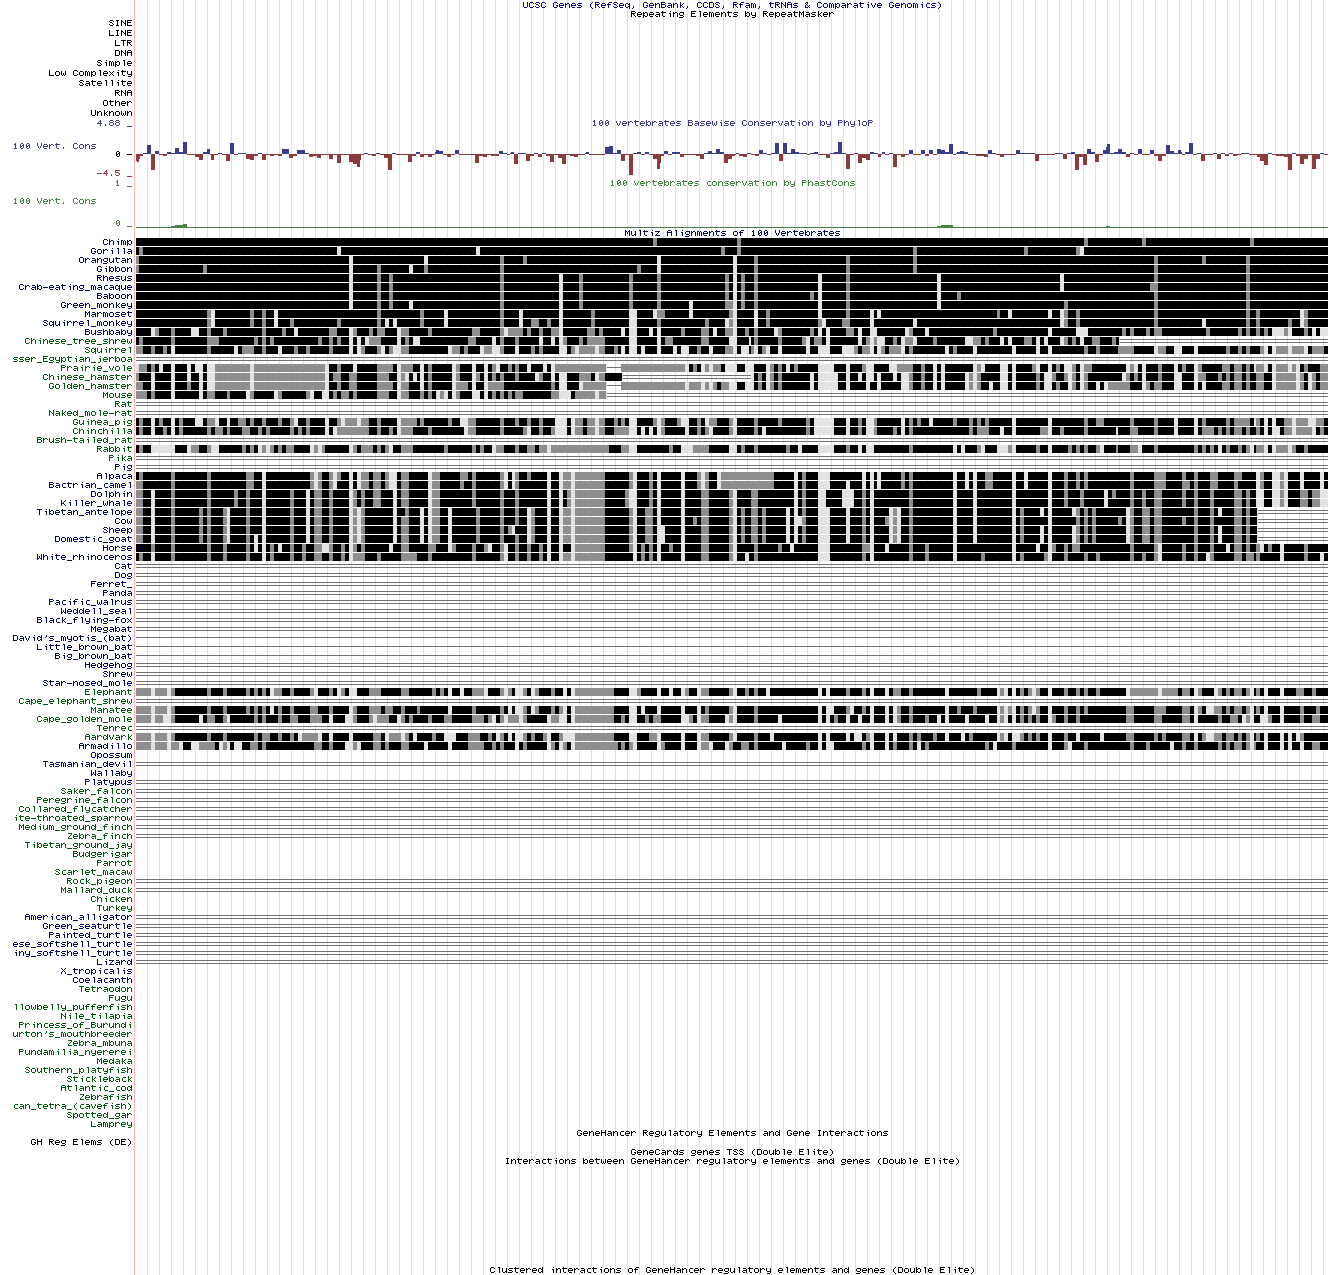 UCSC Genes (RefSeq, GenBank, CCDS, Rfam, tRNAs & Comparative Genomics)
Repeating Elements by RepeatMasker
SINE
LINE
LTR
DNA
Simple
Low Complexity
Satellite
RNA
Other
Unknown
4.88 _
100 vertebrates Basewise Conservation by PhyloP
100 Vert. Cons
0 _
-4.5 _
100 vertebrates conservation by PhastCons
1 _
100 Vert. Cons
0 _
Multiz Alignments of 100 Vertebrates
Chimp
Gorilla
Orangutan
Gibbon
Rhesus
Crab-eating_macaque
Baboon
Green_monkey
Marmoset
Squirrel_monkey
Bushbaby
Chinese_tree_shrew
Squirrel
sser_Egyptian_jerboa
Prairie_vole
Chinese_hamster
Golden_hamster
Mouse
Rat
Naked_mole-rat
Guinea_pig
Chinchilla
Brush-tailed_rat
Rabbit
Pika
Pig
Alpaca
Bactrian_camel
Dolphin
Killer_whale
Tibetan_antelope
Cow
Sheep
Domestic_goat
Horse
White_rhinoceros
Cat
Dog
Ferret_
Panda
Pacific_walrus
Weddell_seal
Black_flying-fox
Megabat
David's_myotis_(bat)
Little_brown_bat
Big_brown_bat
Hedgehog
Shrew
Star-nosed_mole
Elephant
Cape_elephant_shrew
Manatee
Cape_golden_mole
Tenrec
Aardvark
Armadillo
Opossum
Tasmanian_devil
Wallaby
Platypus
Saker_falcon
Peregrine_falcon
Collared_flycatcher
ite-throated_sparrow
Medium_ground_finch
Zebra_finch
Tibetan_ground_jay
Budgerigar
Parrot
Scarlet_macaw
Rock_pigeon
Mallard_duck
Chicken
Turkey
American_alligator
Green_seaturtle
Painted_turtle
ese_softshell_turtle
iny_softshell_turtle
Lizard
X_tropicalis
Coelacanth
Tetraodon
Fugu
llowbelly_pufferfish
Nile_tilapia
Princess_of_Burundi
urton's_mouthbreeder
Zebra_mbuna
Pundamilia_nyererei
Medaka
Southern_platyfish
Stickleback
Atlantic_cod
Zebrafish
can_tetra_(cavefish)
Spotted_gar
Lamprey
GeneHancer Regulatory Elements and Gene Interactions
GH Reg Elems (DE)
GeneCards genes TSS (Double Elite)
Interactions between GeneHancer regulatory elements and genes (Double Elite)
Clustered interactions of GeneHancer regulatory elements and genes (Double Elite)